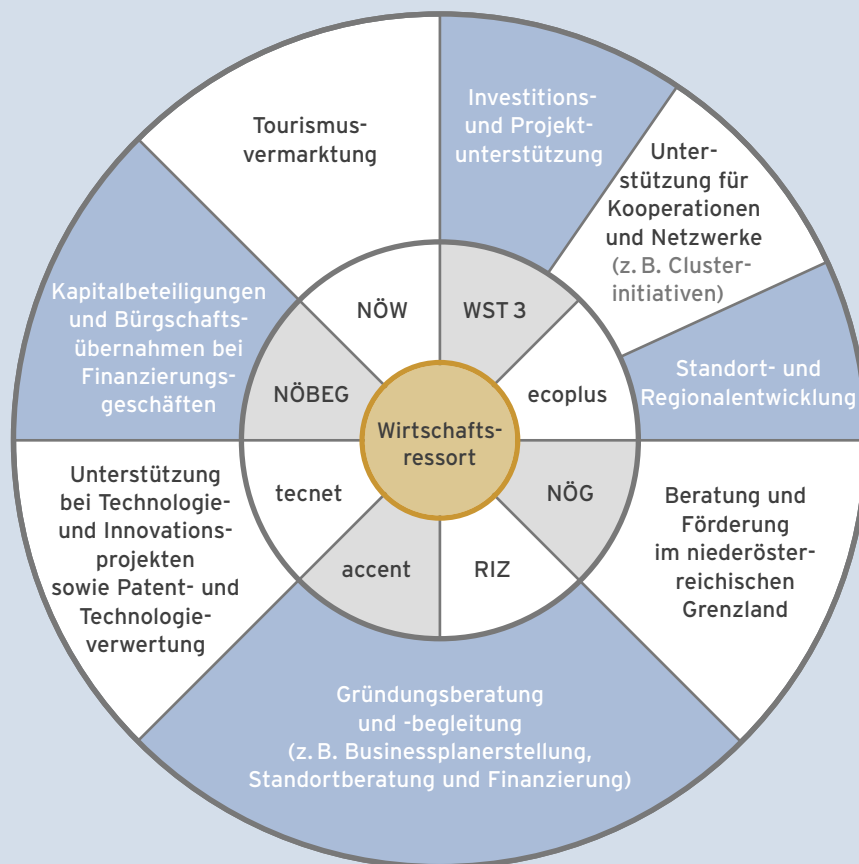 Investitions-
und Projekt-
unterstützung
Unter-
stützung für
Kooperationen
und Netzwerke
(z. B. Cluster-
initiativen)
Standort- und
Regionalentwicklung
Beratung und
Förderung
im niederöster-
reichischen
Grenzland
Gründungsberatung
und -begleitung
(z. B. Businessplanerstellung,
Standortberatung und Finanzierung)
Unterstützung
bei Technologie-
und Innovations-
projekten
sowie Patent- und
Technologie-
verwertung
Kapitalbeteiligungen
und Bürgschafts-
übernahmen bei
Finanzierungs-
geschäften
Tourismus-
vermarktung
WST 3
ecoplus
NÖG
RIZ
accent
tecnet
NÖBEG
NÖW
Wirtschafts-
ressort